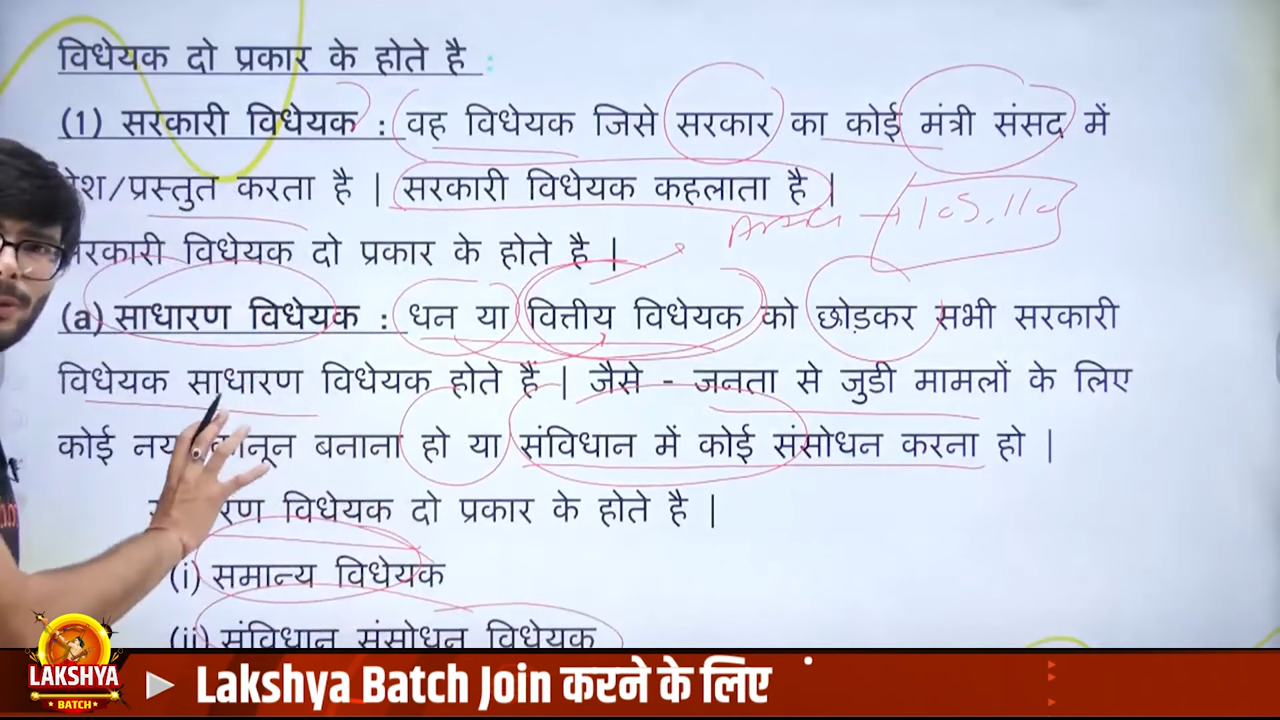 विधेयक दो प्रकार के होते है :
(1) सरकारी विधेयक : वह विधेयक जिसे सरकार का कोई मंत्री संसद में
पेश/प्रस्तुत करता है | सरकारी विधेयक कहलाता है |
सरकारी विधेयक दो प्रकार के होते है |
(a) साधारण विधेयक : धन या वित्तीय विधेयक को छोड़कर सभी सरकारी
विधेयक साधारण विधेयक होते हैं | जैसे - जनता से जुडी मामलों के लिए
कोई कानून बनाना हो या संविधान में कोई संसोधन करना हो |
विधेयक दो प्रकार के होते है |
(i) समान्य विधेयक
(ii) संविधान संसोधन विधेयक
LAKSHYA
BATCH
Lakshya Batch Join करने के लिए